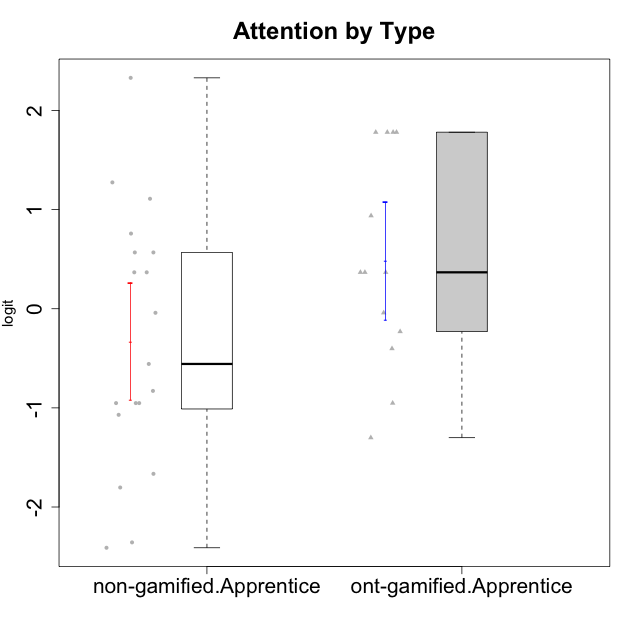 Attention by Type
logit
2
1
0
-1
-2
non-gamified.Apprentice
ont-gamified.Apprentice